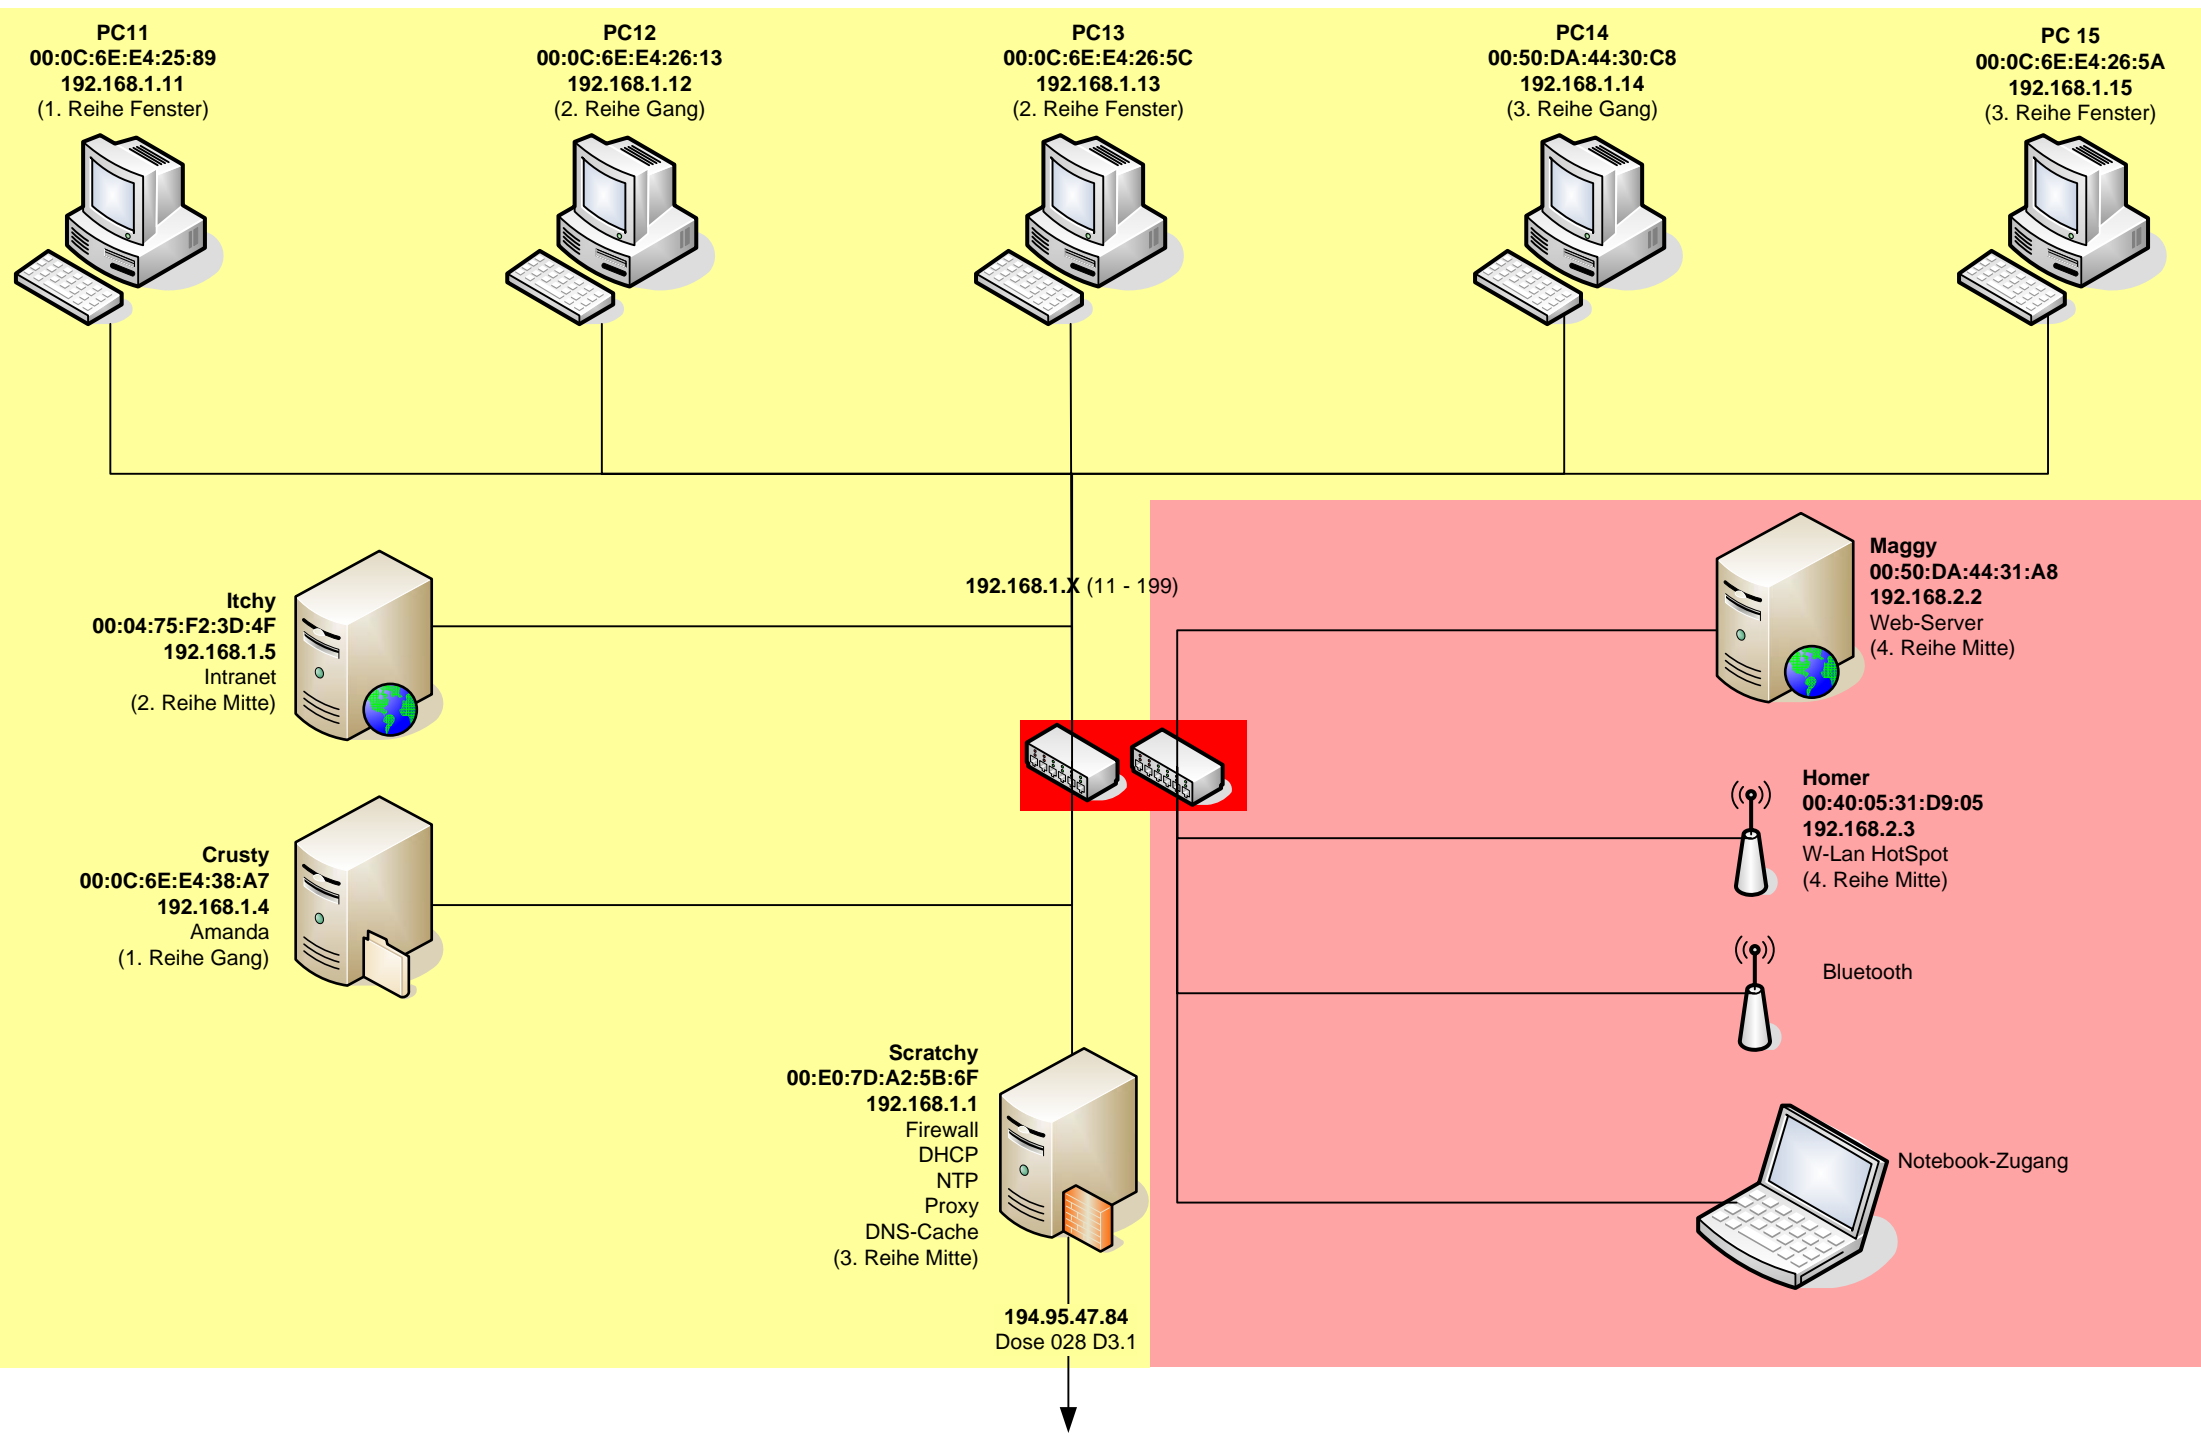 PC11
00:0C:6E:E4:25:89
192.168.1.11
(1. Reihe Fenster)
PC12
00:0C:6E:E4:26:13
192.168.1.12
(2. Reihe Gang)
PC13
00:0C:6E:E4:26:5C
192.168.1.13
(2. Reihe Fenster)
PC14
00:50:DA:44:30:C8
192.168.1.14
(3. Reihe Gang)
PC 15
00:0C:6E:E4:26:5A
192.168.1.15
(3. Reihe Fenster)
192.168.1.X (11 - 199)
Itchy
00:04:75:F2:3D:4F
192.168.1.5
Intranet
(2. Reihe Mitte)
Maggy
00:50:DA:44:31:A8
192.168.2.2
Web-Server
(4. Reihe Mitte)
Homer
00:40:05:31:D9:05
192.168.2.3
W-Lan HotSpot
(4. Reihe Mitte)
Crusty
00:0C:6E:E4:38:A7
192.168.1.4
Amanda
(1. Reihe Gang)
Bluetooth
Scratchy
00:E0:7D:A2:5B:6F
192.168.1.1
Firewall
DHCP
NTP
Proxy
DNS-Cache
(3. Reihe Mitte)
Notebook-Zugang
194.95.47.84
Dose 028 D3.1